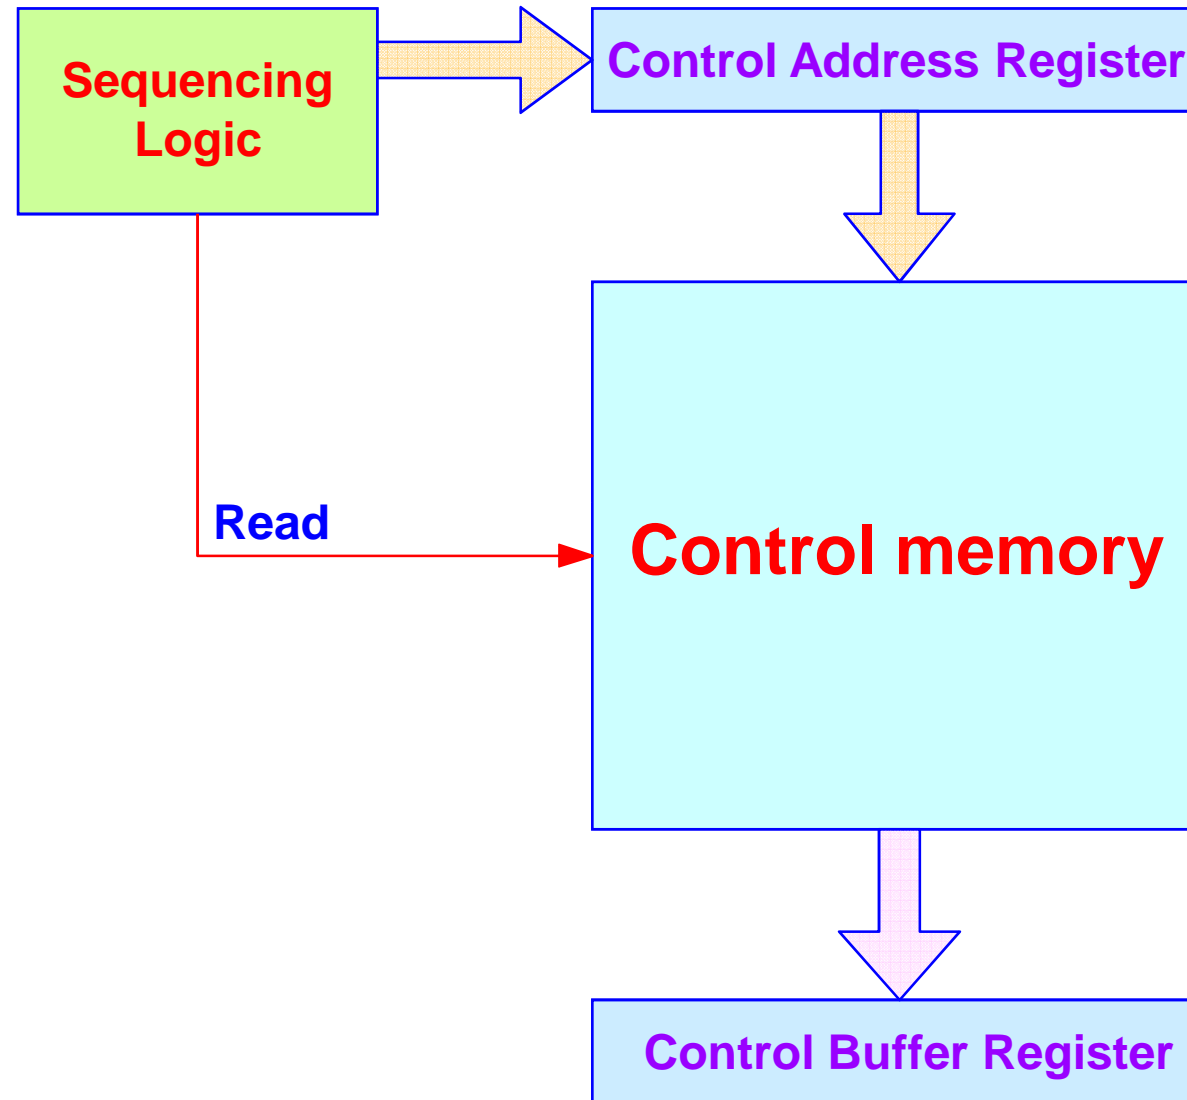 Sequencing
Logic
Control Address Register
Read
Control memory
Control Buffer Register